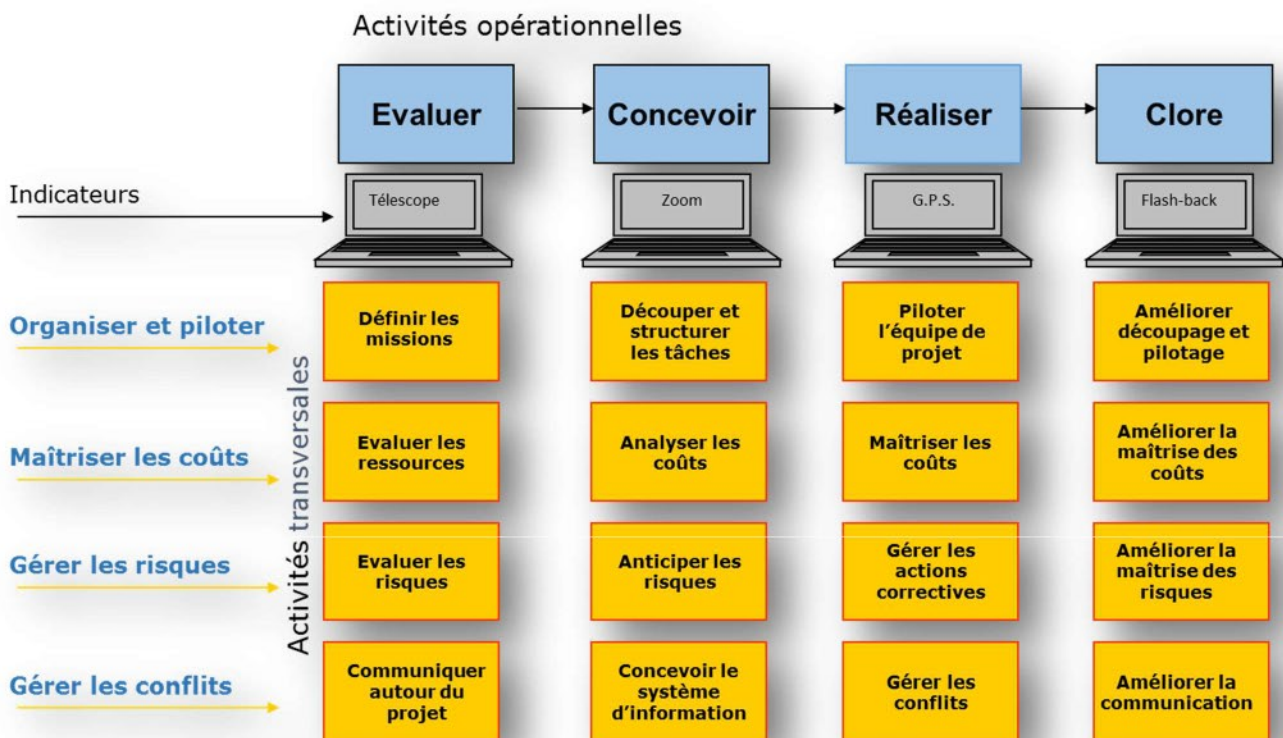 Activités opérationnelles
Evaluer
Concevoir
Réaliser
Clore
Indicateurs
Télescope
Zoom
G.P.S.
Flash-back
Organiser et piloter
Définir les
missions
Découper et
structurer
les tâches
Piloter
l’équipe de
projet
Améliorer
découpage et
pilotage
Activités transversales
Maîtriser les coûts
Evaluer les
ressources
Analyser les
coûts
Maîtriser les
coûts
Améliorer la
maîtrise des
coûts
Gérer les risques
Evaluer les
risques
Anticiper les
risques
Gérer les
actions
correctives
Améliorer la
maîtrise des
risques
Gérer les conflits
Communiquer
autour du
projet
Concevoir le
système
d’information
Gérer les
conflits
Améliorer la
communication